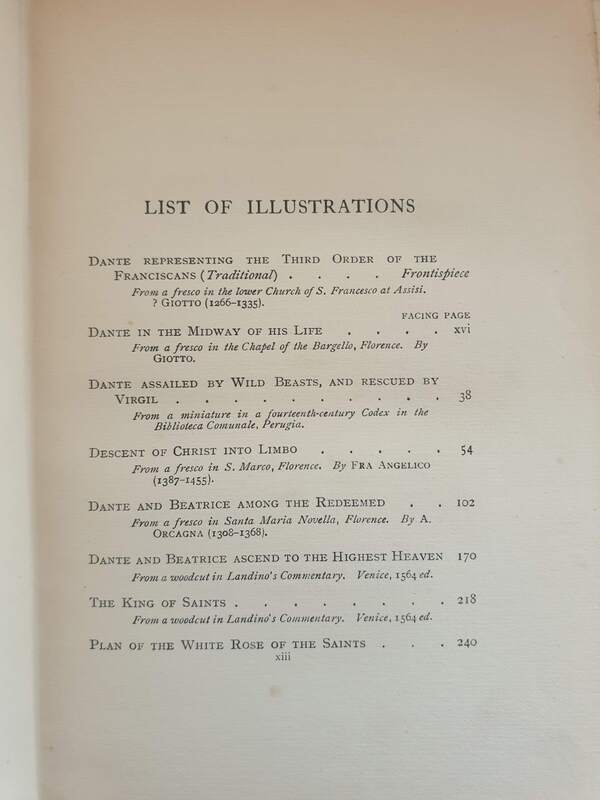 LIST OF ILLUSTRATIONS
DANTE REPRESENTING THE THIRD ORDER OF THE
FRANCISCANS (Traditional) . . . . Frontispiece
From a fresco in the lower Church of S. Francesco at Assisi.
? GIOTTO (1266–1335).
FACING PAGE
DANTE IN THE MIDWAY OF HIS LIFE . . . . xvi
From a fresco in the Chapel of the Bargello, Florence. By
GIOTTO.
DANTE ASSAILED BY WILD BEASTS, AND RESCUED BY
VIRGIL . . . . . . . . . . 38
From a miniature in a fourteenth-century Codex in the
Biblioteca Comunale, Perugia.
DESCENT OF CHRIST INTO LIMBO . . . . . 54
From a fresco in S. Marco, Florence. By FRA ANGELICO
(1387–1455).
DANTE AND BEATRICE AMONG THE REDEEMED . . 102
From a fresco in Santa Maria Novella, Florence. By A.
ORCAGNA (1308–1368).
DANTE AND BEATRICE ASCEND TO THE HIGHEST HEAVEN 170
From a woodcut in Landino's Commentary. Venice, 1564 ed.
THE KING OF SAINTS . . . . . . . . 218
From a woodcut in Landino's Commentary. Venice, 1564 ed.
PLAN OF THE WHITE ROSE OF THE SAINTS . . . 240
xiii